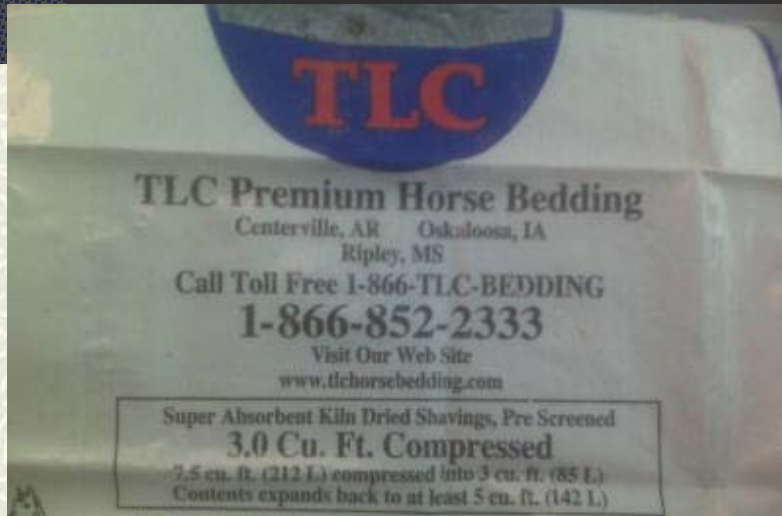 TLC
TLC Premium Horse Bedding
Centerville, AR Oskaloosa, IA
Ripley, MS
Call Toll Free 1-866-TLC-BEDDING
1-866-852-2333
Visit Our Web Site
www.tlchorsebedding.com
Super Absorbent Kiln Dried Shavings, Pre Screened
3.0 Cu. Ft. Compressed
7.5 cu. ft. (212 L) compressed into 3 cu. ft. (85 L)
Contents expands back to at least 5 cu. ft. (142 L)